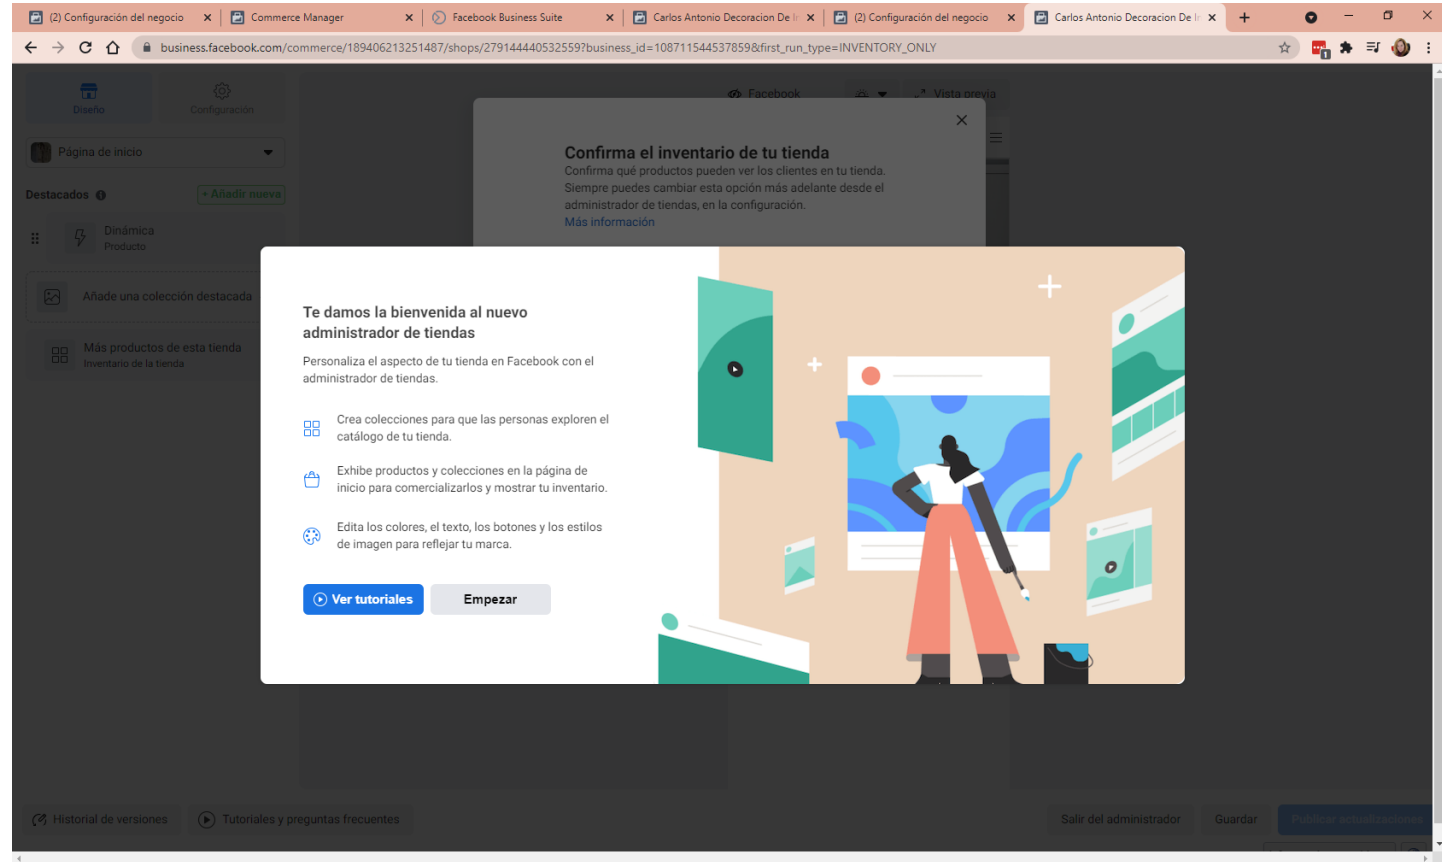 (2) Configuración del negocio
Commerce Manager
Facebook Business Suite
Carlos Antonio Decoracion De In
(2) Configuración del negocio
Carlos Antonio Decoracion De In
business.facebook.com/commerce/189406213251487/shops/279144440532559?business_id=1087115445378598&first_run_type=INVENTORY_ONLY
1
Diseño
Configuración
Facebook
Vista previa
Página de inicio
Confirma el inventario de tu tienda
Confirma qué productos pueden ver los clientes en tu tienda.
Siempre puedes cambiar esta opción más adelante desde el
administrador de tiendas, en la configuración.
Más información
Destacados
+ Añadir nueva
Dinámica
Producto
Añade una colección destacada
Más productos de esta tienda
Inventario de la tienda
Te damos la bienvenida al nuevo
administrador de tiendas
Personaliza el aspecto de tu tienda en Facebook con el
administrador de tiendas.
Crea colecciones para que las personas exploren el
catálogo de tu tienda.
Exhibe productos y colecciones en la página de
inicio para comercializarlos y mostrar tu inventario.
Edita los colores, el texto, los botones y los estilos
de imagen para reflejar tu marca.
Ver tutoriales
Empezar
Historial de versiones
Tutoriales y preguntas frecuentes
Salir del administrador
Guardar
Publicar actualizaciones